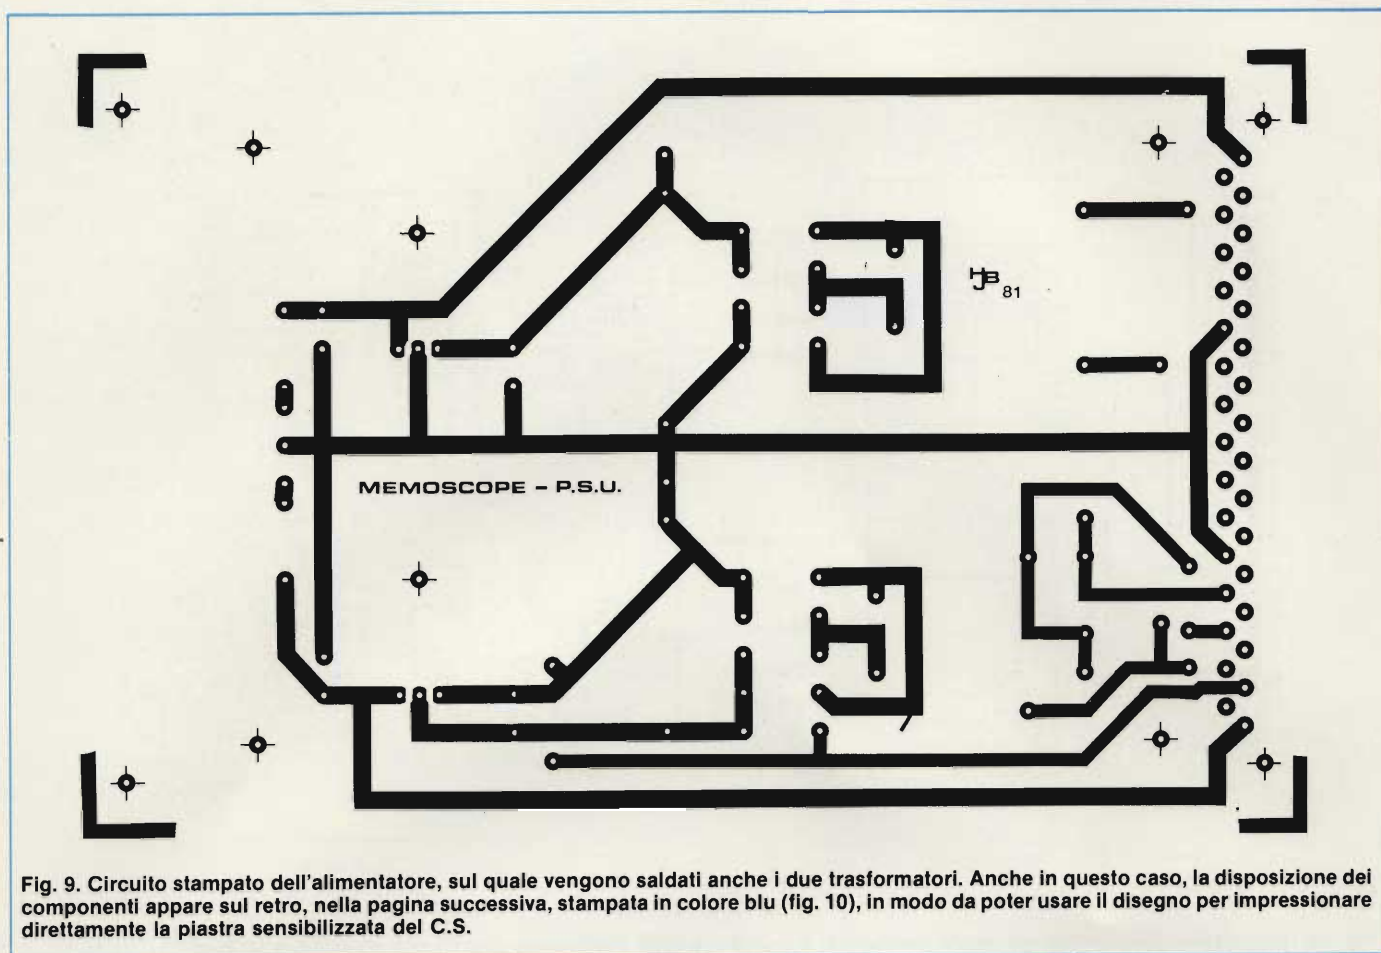 HJB
81
MEMOSCOPE – P.S.U.
Fig. 9. Circuito stampato dell'alimentatore, sul quale vengono saldati anche i due trasformatori. Anche in questo caso, la disposizione dei
componenti appare sul retro, nella pagina successiva, stampata in colore blu (fig. 10), in modo da poter usare il disegno per impressionare
direttamente la piastra sensibilizzata del C.S.